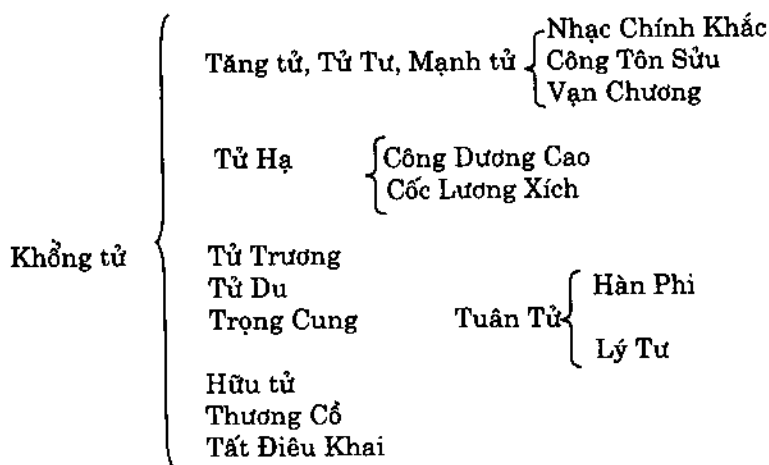 Nhạc Chính Khắc
Tăng tử, Tử Tư, Mạnh tử Công Tôn Sửu
Vạn Chương
Tử Hạ Công Dương Cao
Cốc Lương Xích
Khổng tử
Tử Trương
Tử Du Hàn Phi
Trọng Cung Tuân Tử
Lý Tư
Hữu tử
Thương Cồ
Tất Điêu Khai